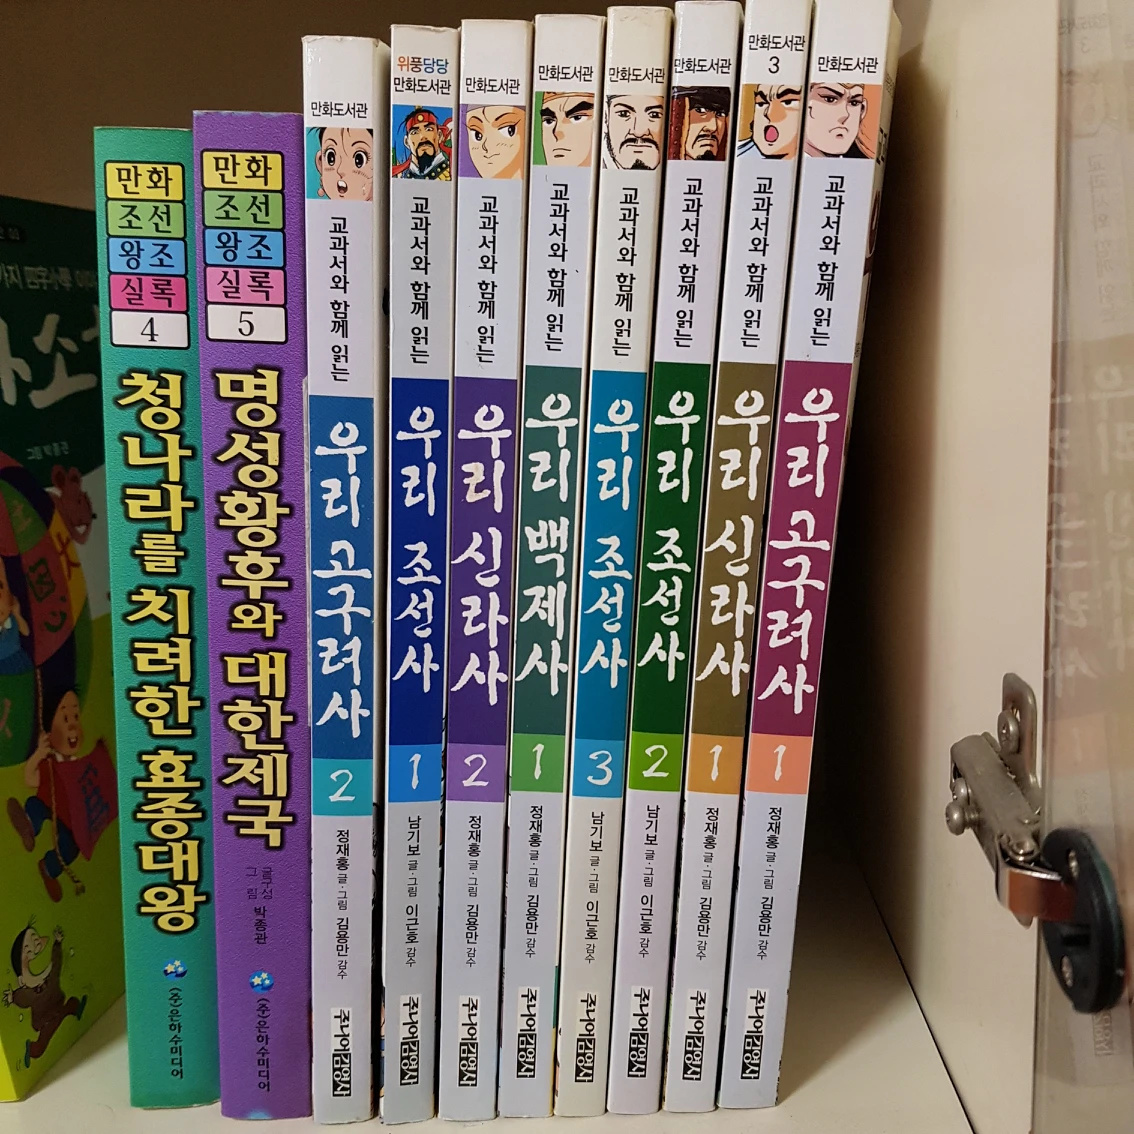 만화
조선
왕조
실록
4
청나라를 치려한 효종대왕
(주)은하수미디어
만화
조선
왕조
실록
5
명성황후와 대한제국
글구성
그림
박종관
(주)은하수미디어
만화도서관
교과서와 함께 읽는
우리 고구려사
2
정재홍 글·그림 김용만 감수
주니어김영사
위풍당당
만화도서관
교과서와 함께 읽는
우리 조선사
1
남기보 글·그림 이근호 감수
주니어김영사
만화도서관
교과서와 함께 읽는
우리 신라사
2
정재홍 글·그림 김용만 감수
주니어김영사
만화도서관
교과서와 함께 읽는
우리 백제사
1
정재홍 글·그림 김용만 감수
주니어김영사
만화도서관
교과서와 함께 읽는
우리 조선사
3
남기보 글·그림 이근호 감수
주니어김영사
만화도서관
교과서와 함께 읽는
우리 조선사
2
남기보 글·그림 이근호 감수
주니어김영사
만화도서관
3
교과서와 함께 읽는
우리 신라사
1
정재홍 글·그림 김용만 감수
주니어김영사
만화도서관
교과서와 함께 읽는
우리 고구려사
1
정재홍 글·그림 김용만 감수
주니어김영사